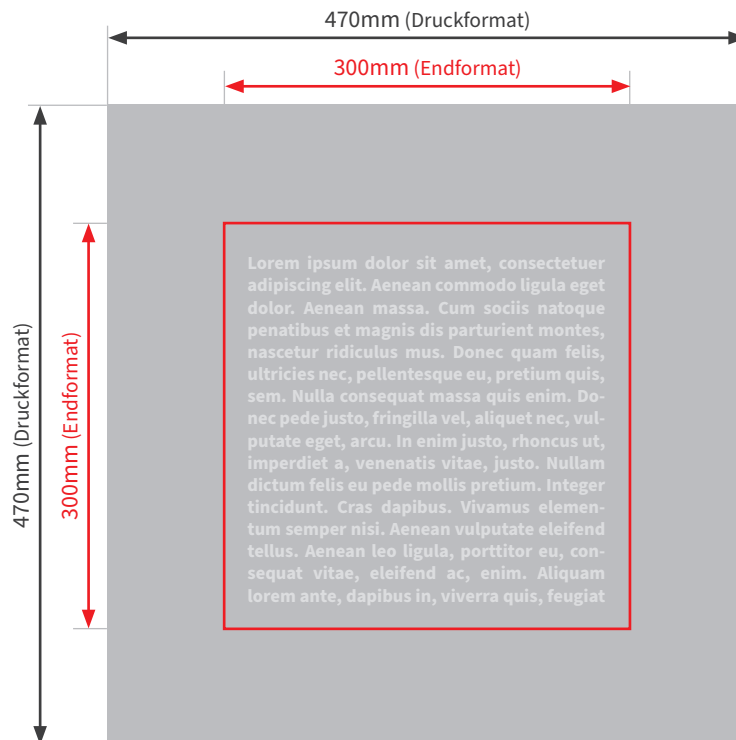 470mm (Druckformat)
300mm (Endformat)
470mm (Druckformat)
300mm (Endformat)
Lorem ipsum dolor sit amet, consectetuer
adipiscing elit. Aenean commodo ligula eget
dolor. Aenean massa. Cum sociis natoque
penatibus et magnis dis parturient montes,
nascetur ridiculus mus. Donec quam felis,
ultricies nec, pellentesque eu, pretium quis,
sem. Nulla consequat massa quis enim. Do-
nec pede justo, fringilla vel, aliquet nec, vul-
putate eget, arcu. In enim justo, rhoncus ut,
imperdiet a, venenatis vitae, justo. Nullam
dictum felis eu pede mollis pretium. Integer
tincidunt. Cras dapibus. Vivamus elemen-
tum semper nisi. Aenean vulputate eleifend
tellus. Aenean leo ligula, porttitor eu, con-
sequat vitae, eleifend ac, enim. Aliquam
lorem ante, dapibus in, viverra quis, feugiat